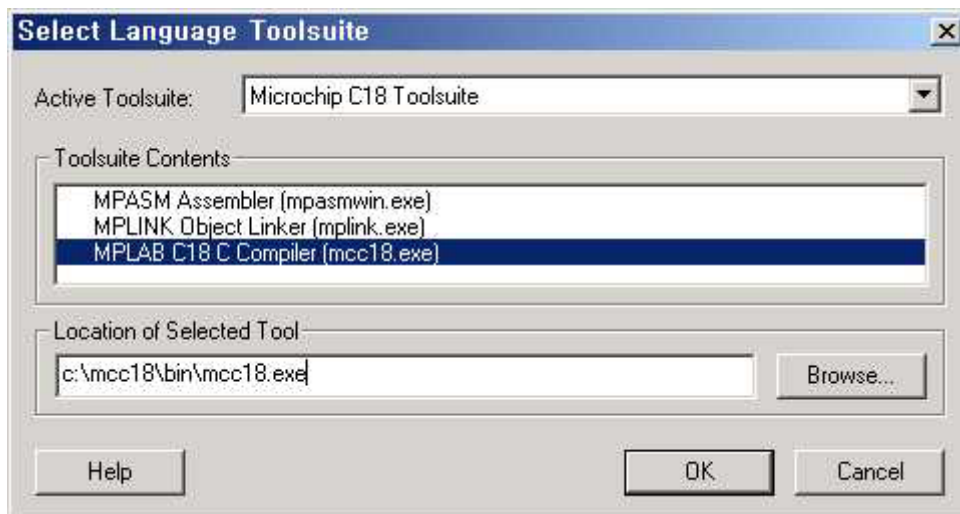 Select Language Toolsuite
Active Toolsuite: Microchip C18 Toolsuite
Toolsuite Contents
MPASM Assembler (mpasmwin.exe)
MPLINK Object Linker (mplink.exe)
MPLAB C18 C Compiler (mcc18.exe)
Location of Selected Tool
c:\mcc18\bin\mcc18.exe Browse...
Help OK Cancel